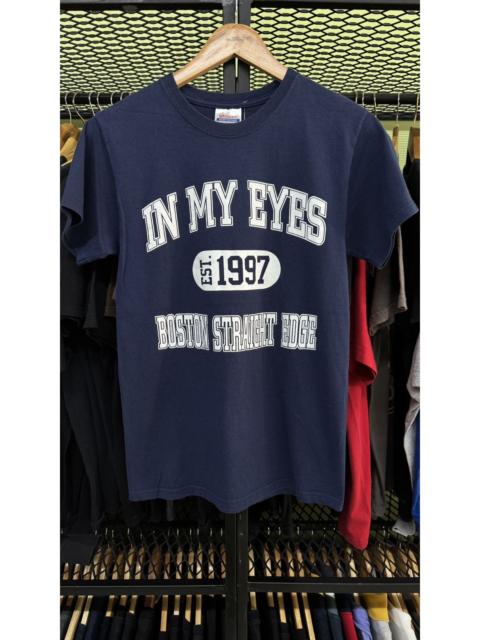 IN MY EYES
EST. 1997
BOSTON STRAIGHT EDGE